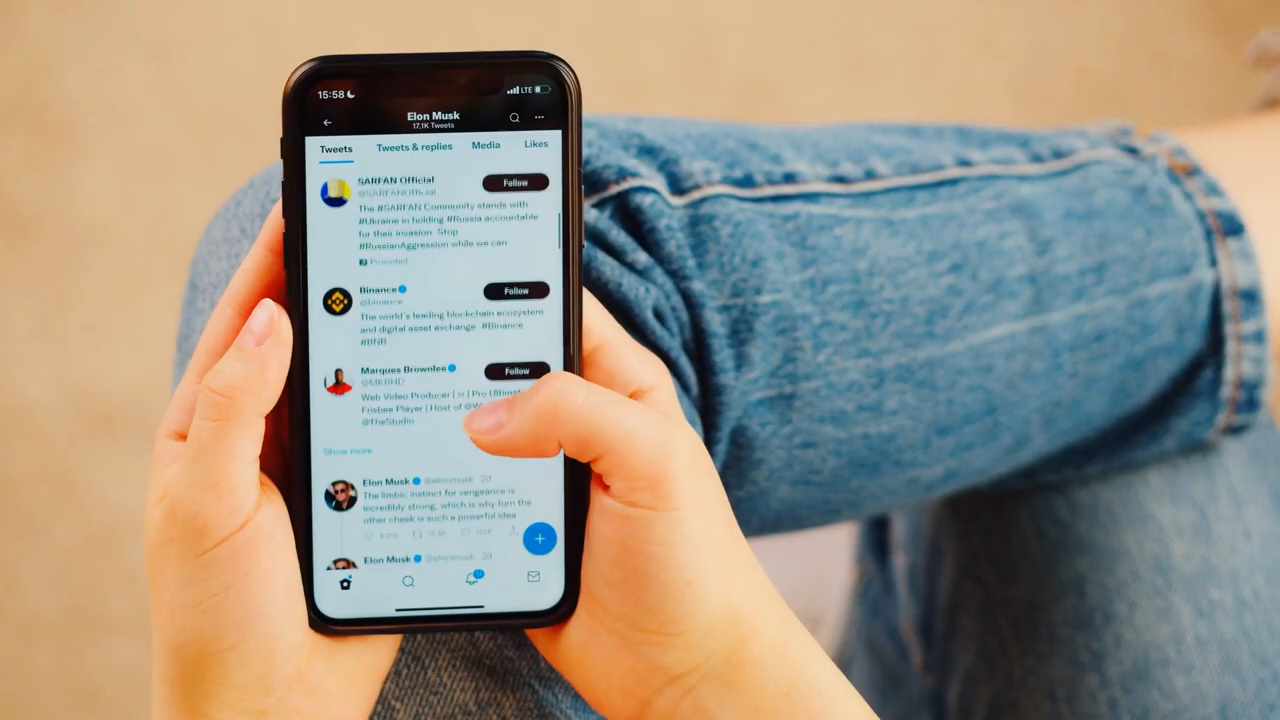 15:58
LTE
Elon Musk
17,1K Tweets
Tweets
Tweets & replies
Media
Likes
SARFAN Official
Follow
@SARFANOfficial
The #SARFAN Community stands with
#Ukraine in holding #Russia accountable
for their invasion. Stop
#RussianAggression while we can
Promoted
Binance
Follow
@binance
The world's leading blockchain ecosystem
and digital asset exchange. #Binance
#BNB
Marques Brownlee
Follow
@MKBHD
Web Video Producer | | Pro Ultimate
Frisbee Player | Host of
@TheStudio
Show more
Elon Musk @elonmusk · 2d
The limbic instinct for vengeance is
incredibly strong, which is why turn the
other cheek is such a powerful idea
Elon Musk @elonmusk · 2d